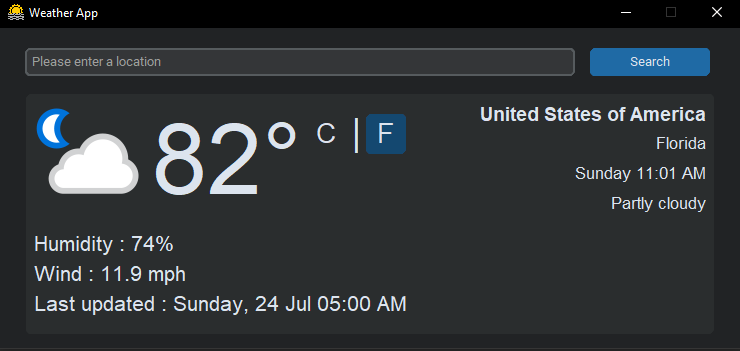 Weather App
Please enter a location
Search
82° C | F
United States of America
Florida
Sunday 11:01 AM
Partly cloudy
Humidity : 74%
Wind : 11.9 mph
Last updated : Sunday, 24 Jul 05:00 AM